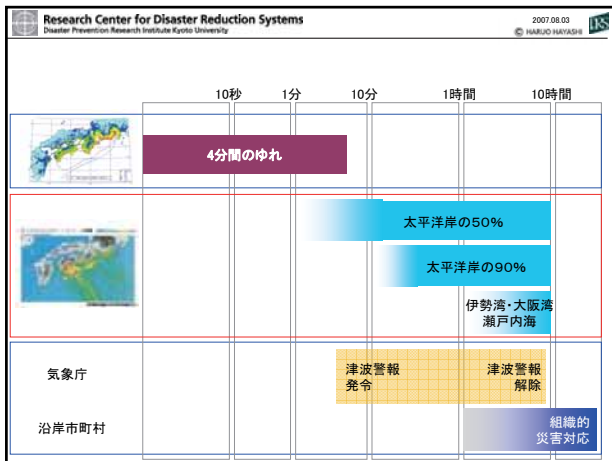 Research Center for Disaster Reduction Systems
Disaster Prevention Research Institute Kyoto University
2007.08.03
© HARUO HAYASHI
DRS
10秒
1分
10分
1時間
10時間
4分間のゆれ
太平洋岸の50%
太平洋岸の90%
伊勢湾・大阪湾
瀬戸内海
気象庁
津波警報
発令
津波警報
解除
沿岸市町村
組織的
災害対応